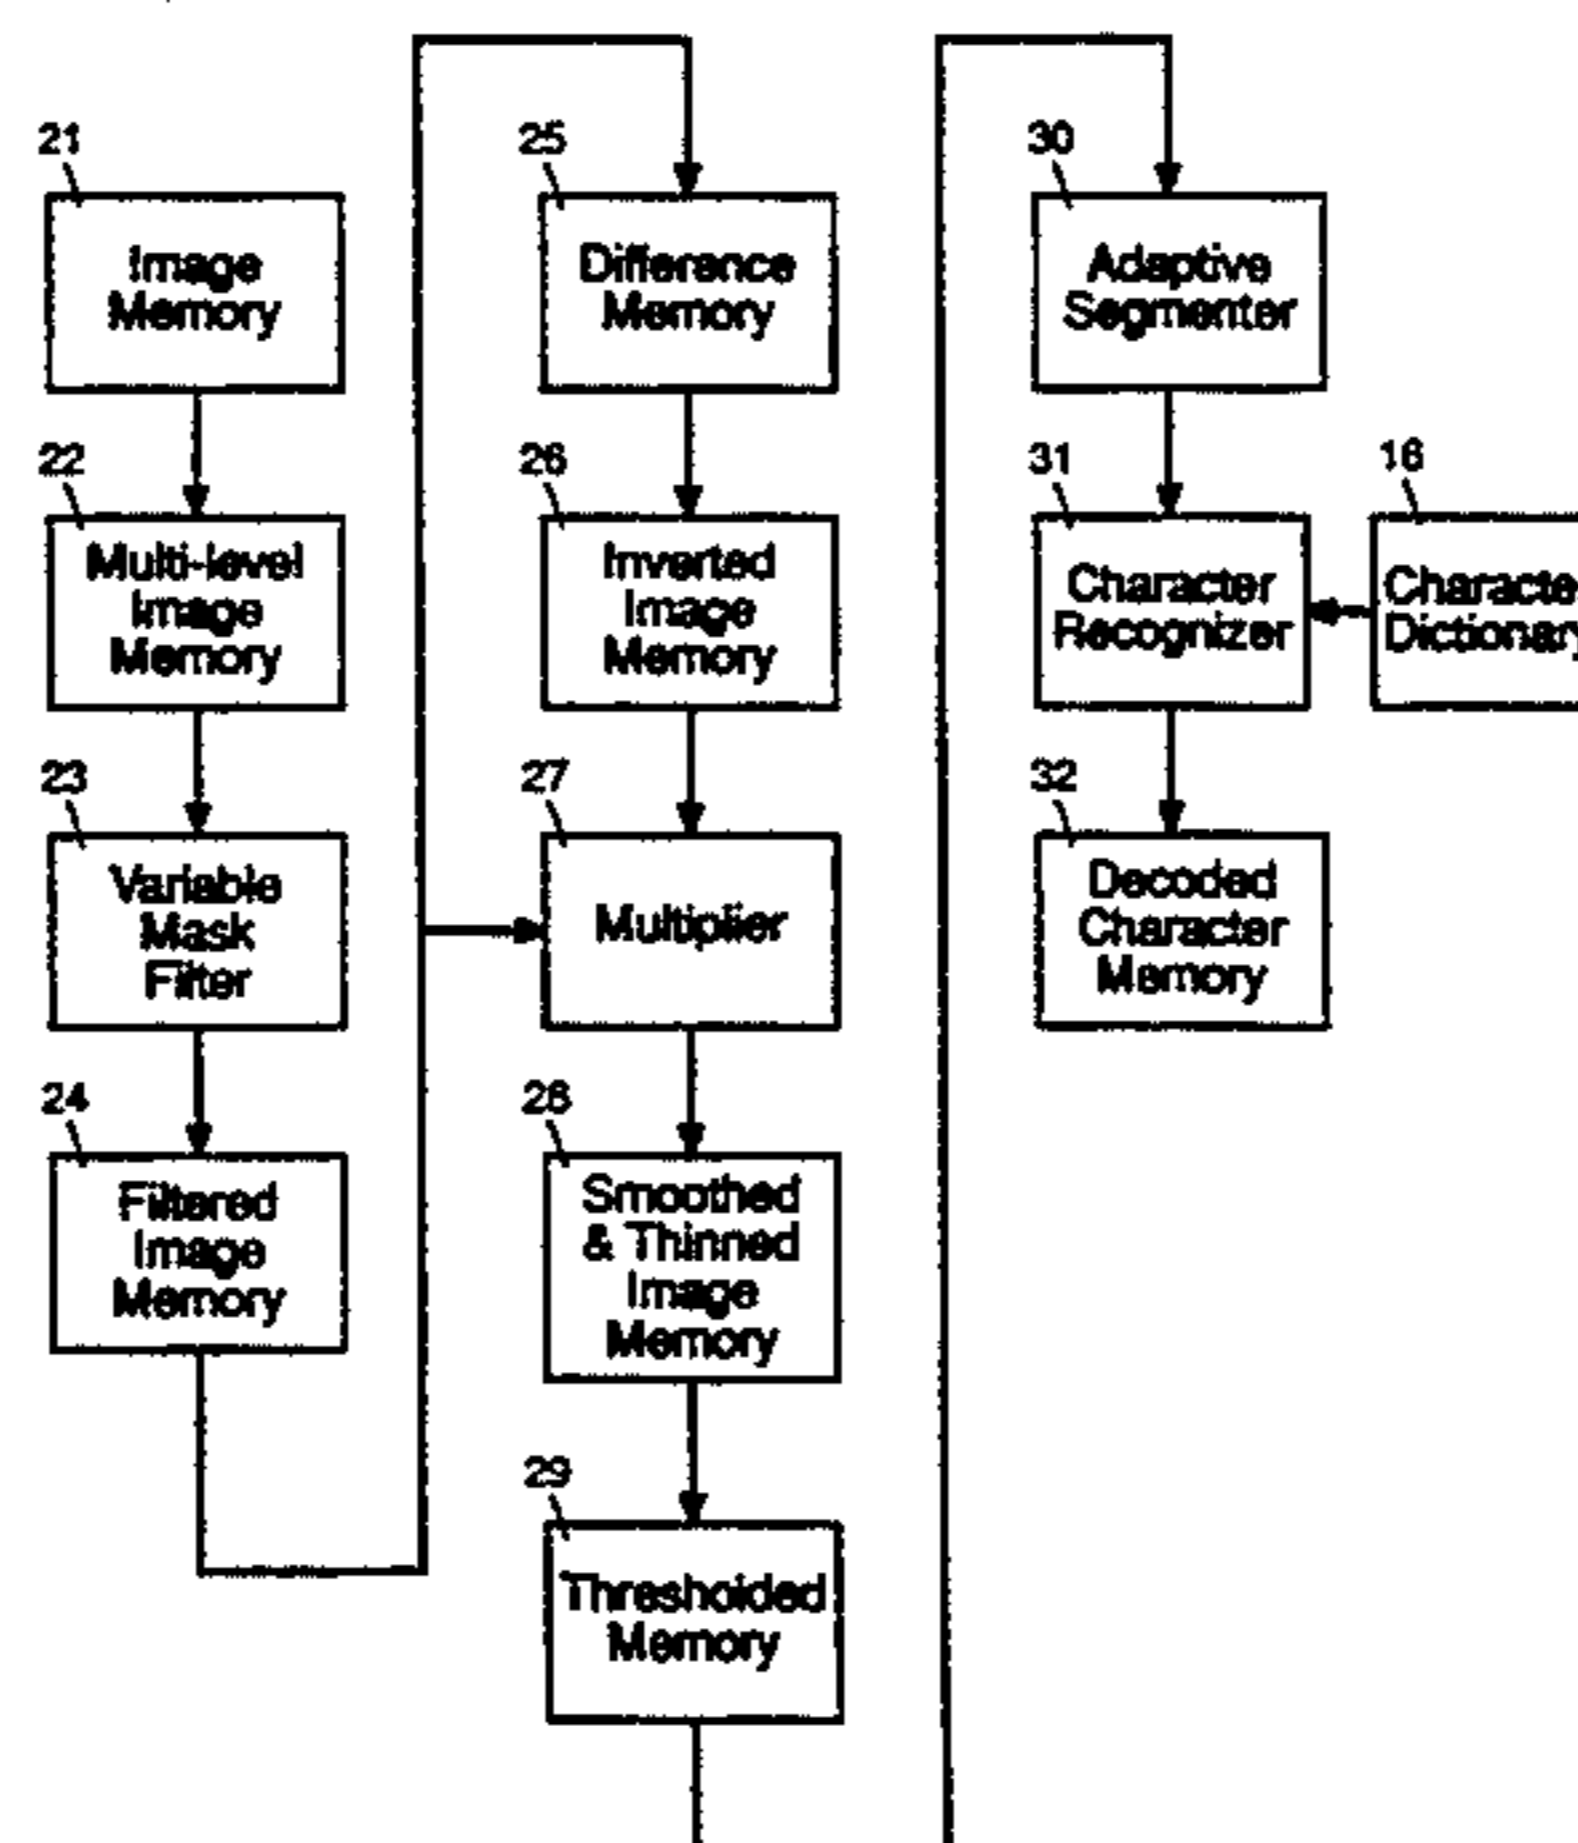 21
Image
Memory
22
Multi-level
Image
Memory
23
Variable
Mask
Filter
24
Filtered
Image
Memory
25
Difference
Memory
26
Inverted
Image
Memory
27
Multiplier
28
Smoothed
& Thinned
Image
Memory
29
Thresholded
Memory
30
Adaptive
Segmenter
31
Character
Recognizer
16
Characte
Dictionary
32
Decoded
Character
Memory